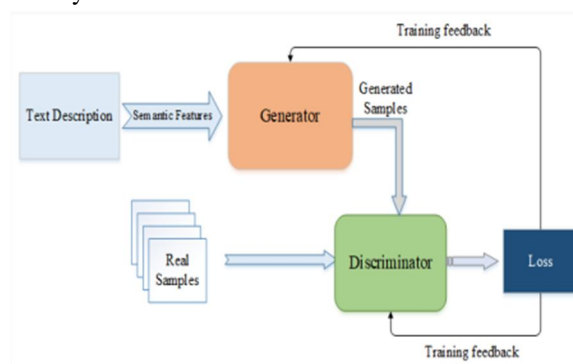 Training feedback
Text Description
Semantic Features
Generator
Generated
Samples
Real
Samples
Discriminator
Loss
Training feedback